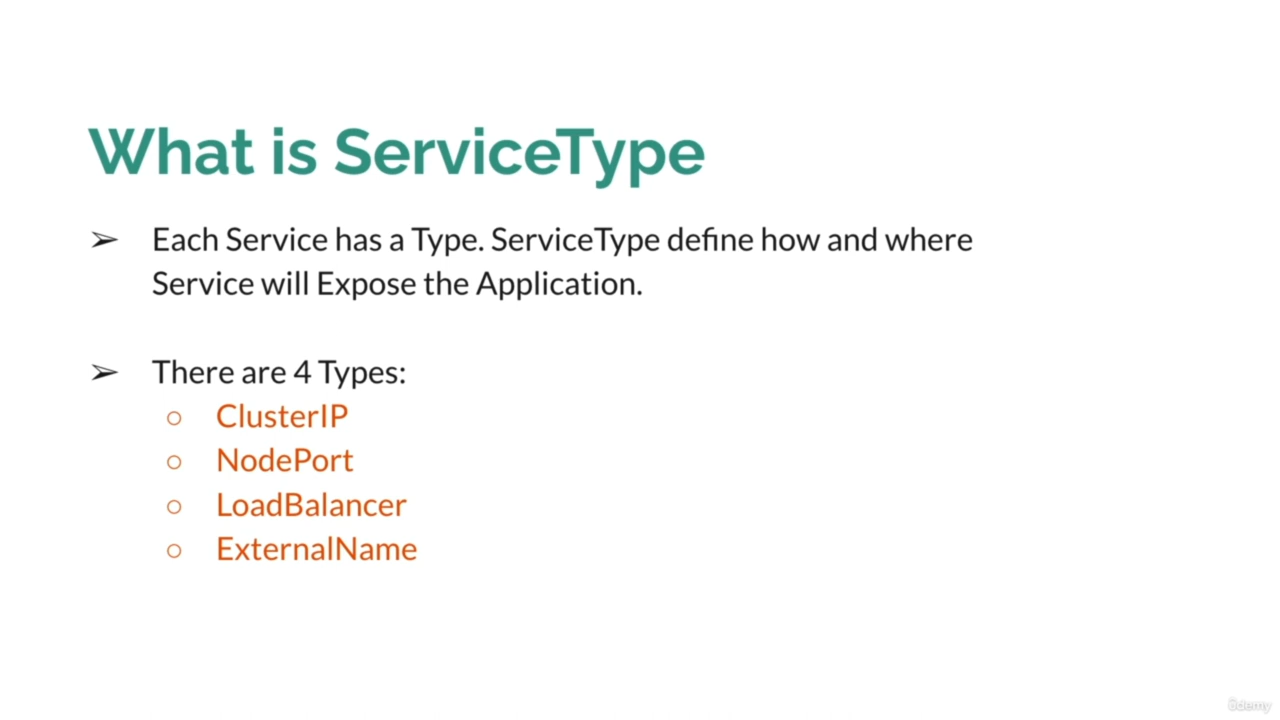 What is ServiceType
➢ Each Service has a Type. ServiceType define how and where
Service will Expose the Application.
➢ There are 4 Types:
○ ClusterIP
○ NodePort
○ LoadBalancer
○ ExternalName
ûdemy